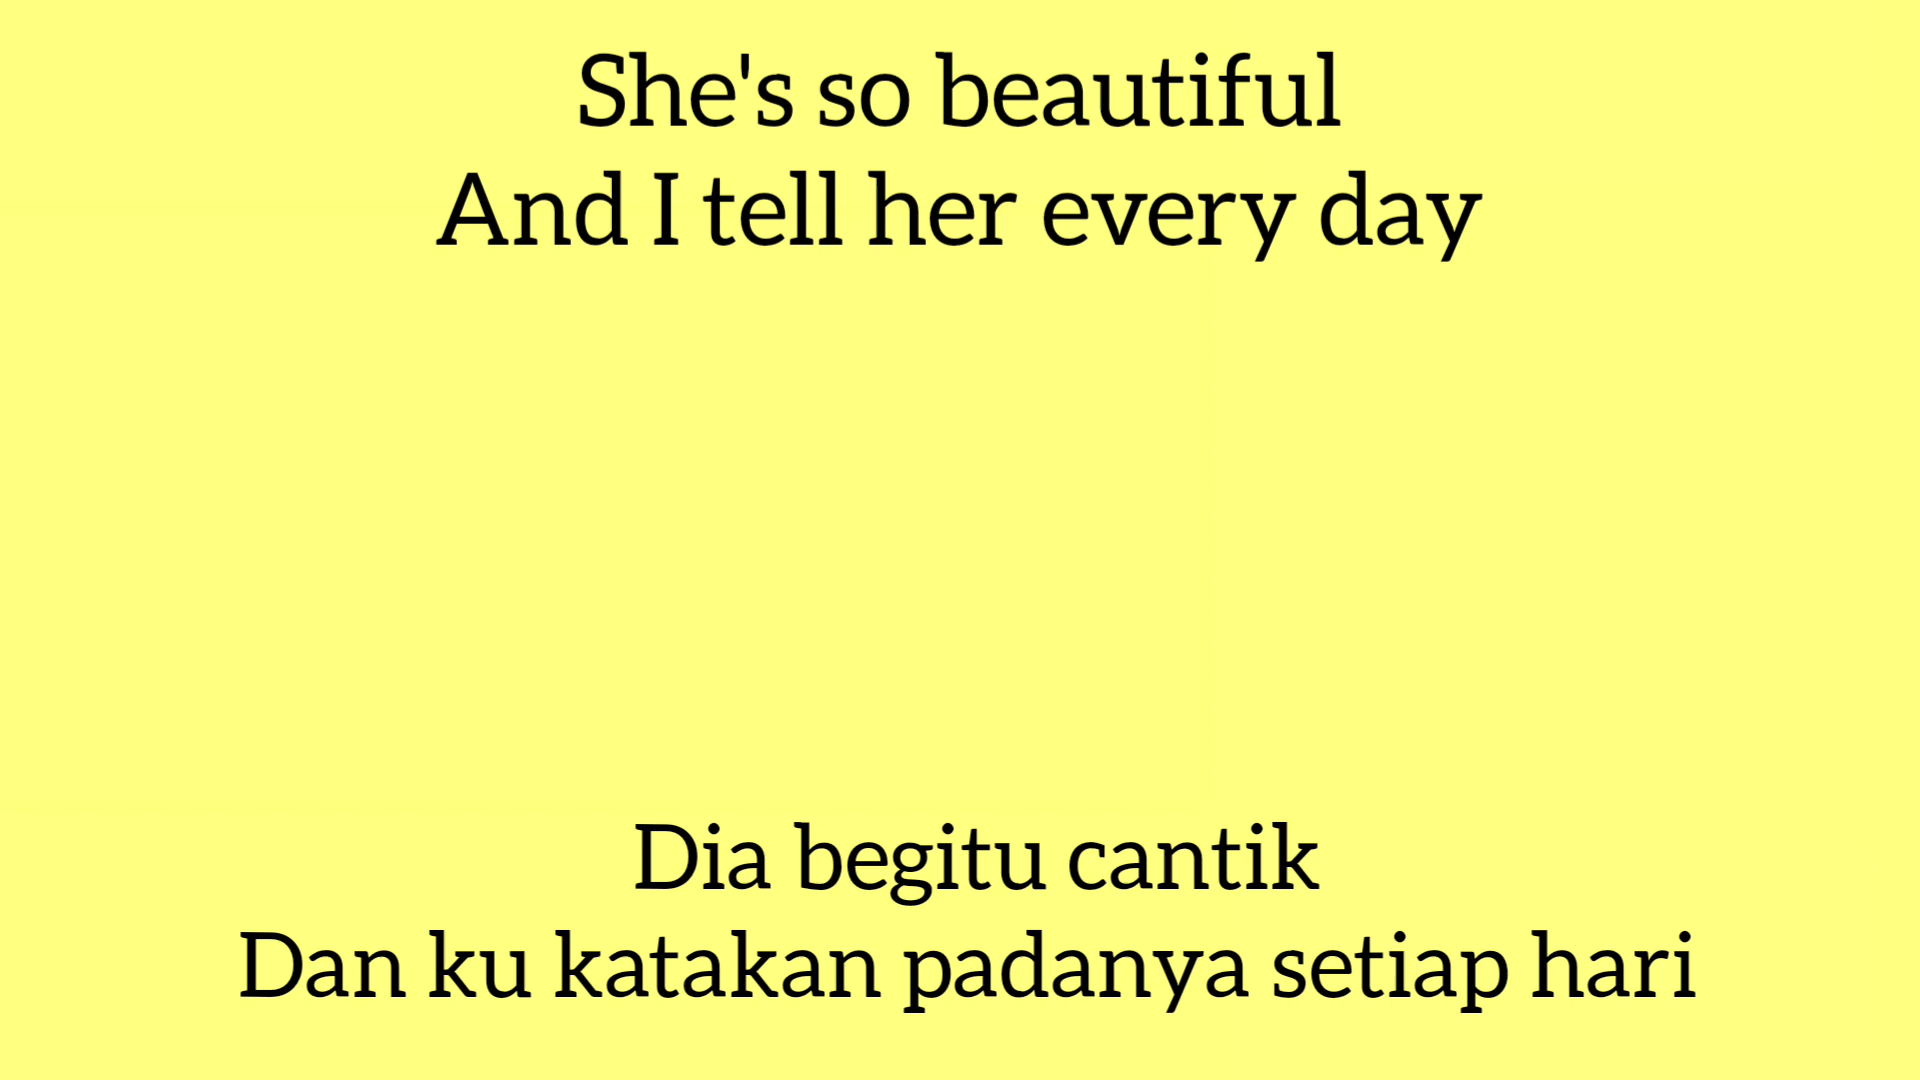 She's so beautiful
And I tell her every day
Dia begitu cantik
Dan ku katakan padanya setiap hari